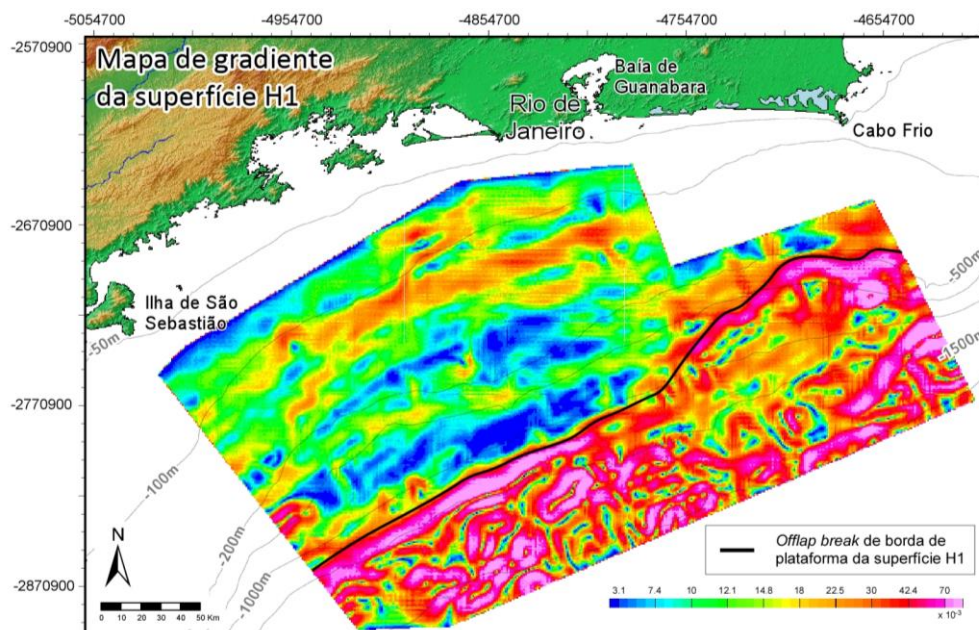 -5054700 -4954700 -4854700 -4754700 -4654700
-2570900
Mapa de gradiente
da superfície H1
Baía de
Guanabara
Rio de
Janeiro
Cabo Frio
-2670900
Ilha de São
Sebastião
-50m
-500m
-1500m
-2770900
-100m
-200m
-1000m
N
Offlap break de borda de
plataforma da superfície H1
-2870900
0 10 20 30 40 50 Km
3.1 7.4 10 12.1 14.8 18 22.5 30 42.4 70
x 10⁻³